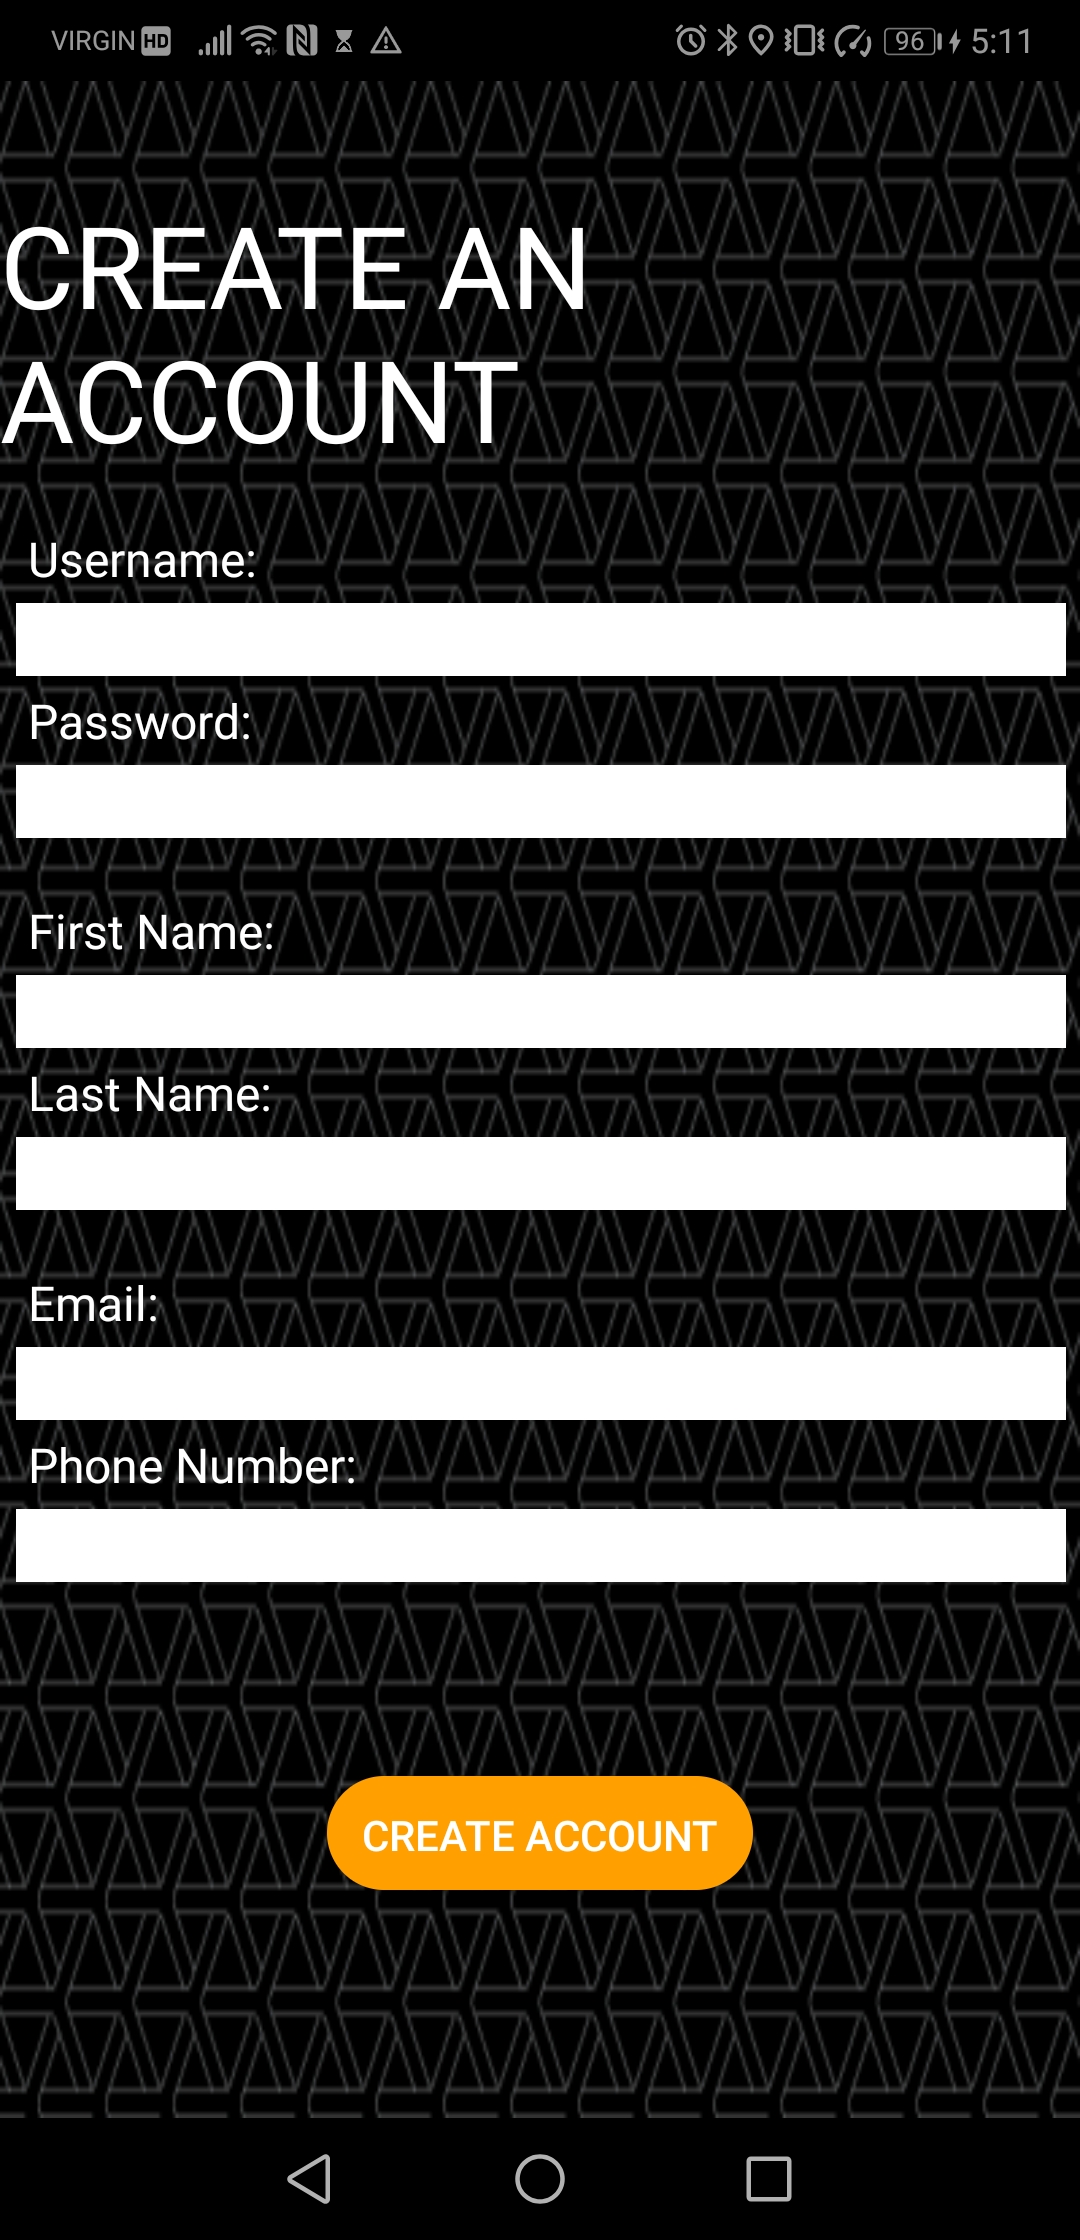 VIRGIN HD 96 5:11
CREATE AN
ACCOUNT
Username:
Password:
First Name:
Last Name:
Email:
Phone Number:
CREATE ACCOUNT